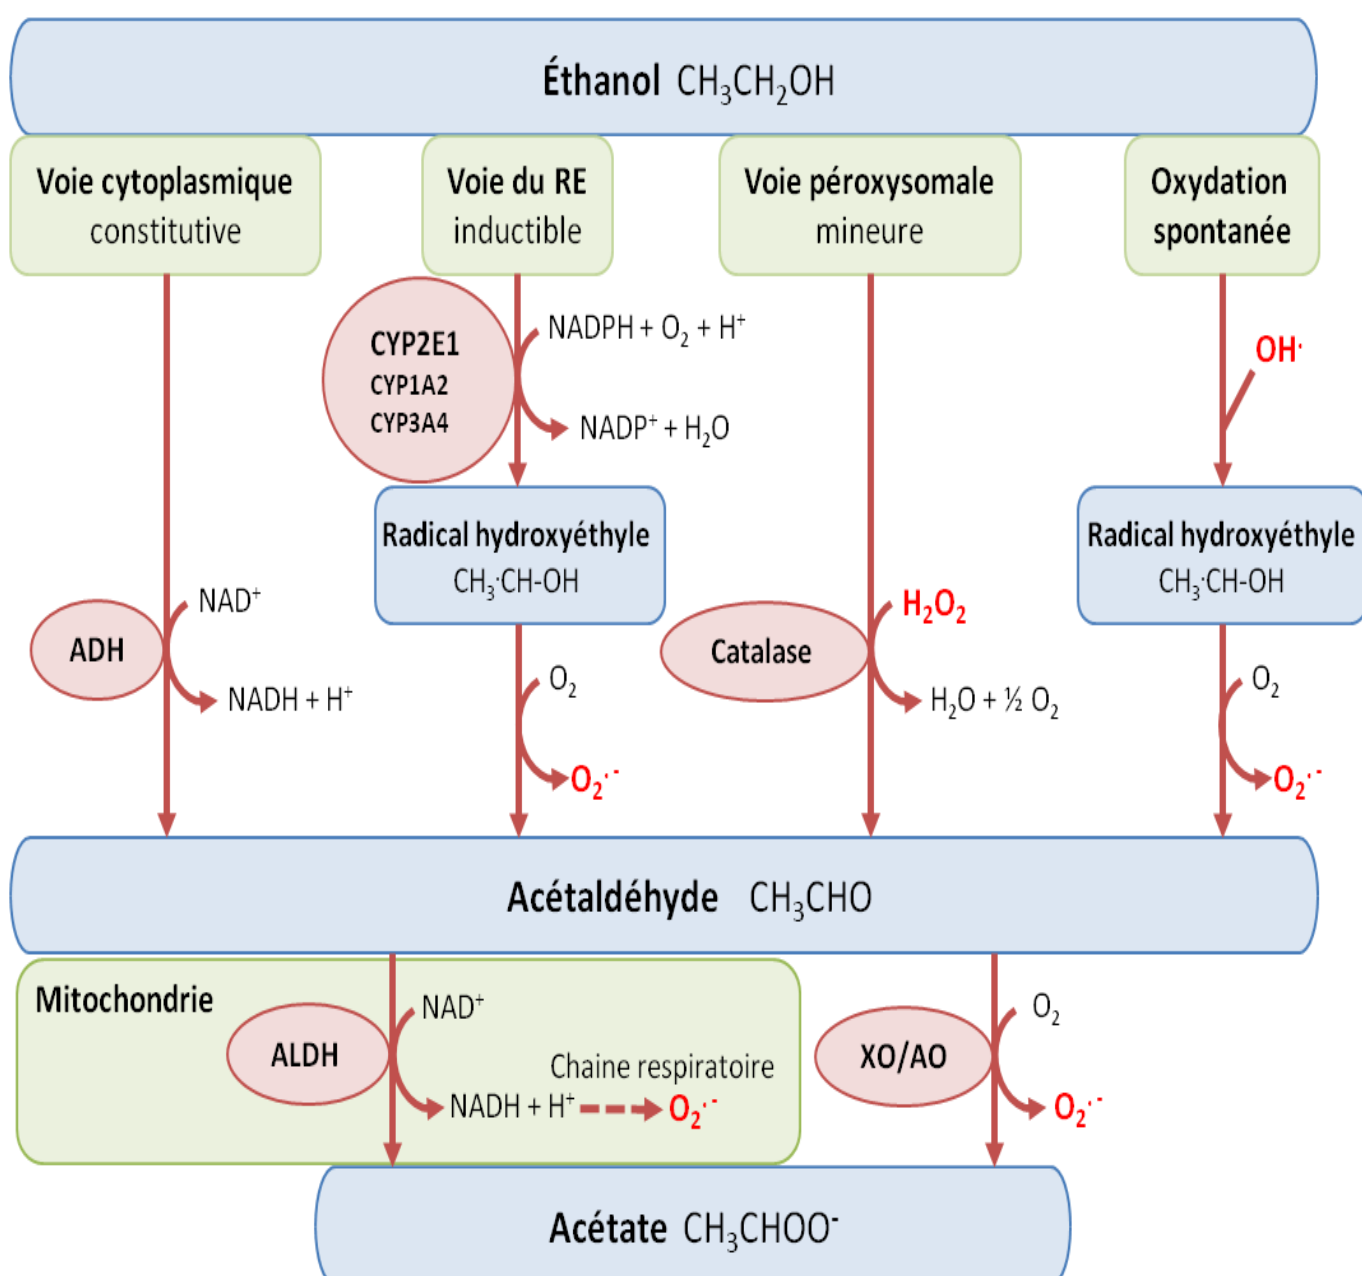 Éthanol CH₃CH₂OH
Voie cytoplasmique
constitutive
Voie du RE
inductible
Voie péroxysomale
mineure
Oxydation
spontanée
CYP2E1
CYP1A2
CYP3A4
NADPH + O₂ + H⁺
NADP⁺ + H₂O
OH·
Radical hydroxyéthyle
CH₃·CH-OH
Radical hydroxyéthyle
CH₃·CH-OH
ADH
NAD⁺
NADH + H⁺
O₂
O₂·⁻
Catalase
H₂O₂
H₂O + ½ O₂
O₂
O₂·⁻
Acétaldéhyde CH₃CHO
Mitochondrie
ALDH
NAD⁺
NADH + H⁺
Chaine respiratoire
O₂·⁻
XO/AO
O₂
O₂·⁻
Acétate CH₃CHOO⁻